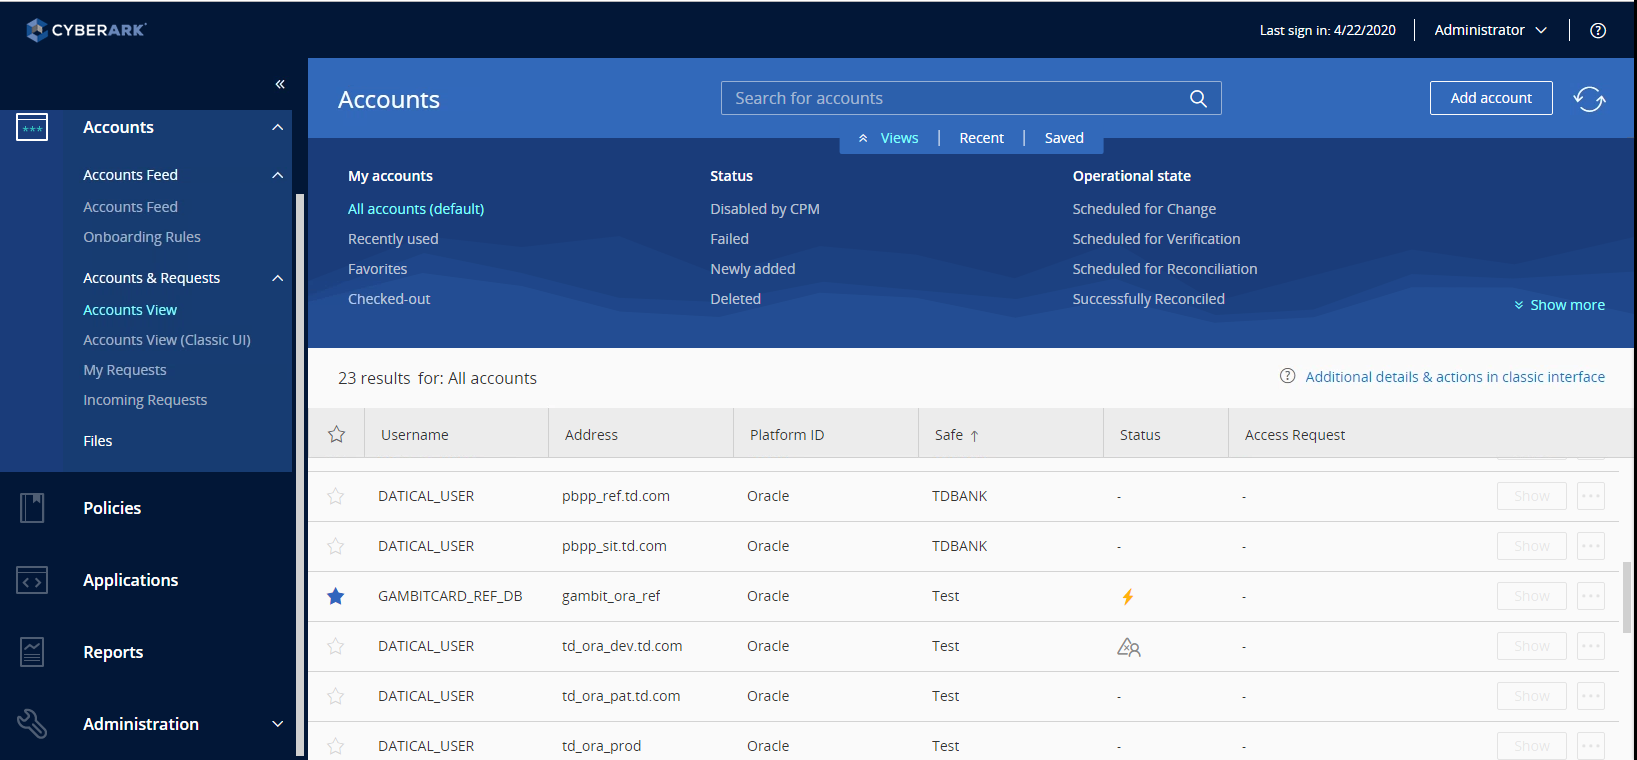 CYBERARK
Last sign in: 4/22/2020
Administrator
?
«
***
Accounts
Accounts Feed
Accounts Feed
Onboarding Rules
Accounts & Requests
Accounts View
Accounts View (Classic UI)
My Requests
Incoming Requests
Files
Policies
Applications
Reports
Administration
Accounts
Search for accounts
Add account
Views | Recent | Saved
My accounts
All accounts (default)
Recently used
Favorites
Checked-out
Status
Disabled by CPM
Failed
Newly added
Deleted
Operational state
Scheduled for Change
Scheduled for Verification
Scheduled for Reconciliation
Successfully Reconciled
Show more
23 results for: All accounts
? Additional details & actions in classic interface
Username Address Platform ID Safe ↑ Status Access Request
DATICAL_USER pbpp_ref.td.com Oracle TDBANK - - Show ...
DATICAL_USER pbpp_sit.td.com Oracle TDBANK - - Show ...
GAMBITCARD_REF_DB gambit_ora_ref Oracle Test - Show ...
DATICAL_USER td_ora_dev.td.com Oracle Test - Show ...
DATICAL_USER td_ora_pat.td.com Oracle Test - - Show ...
DATICAL_USER td_ora_prod Oracle Test - - Show ...